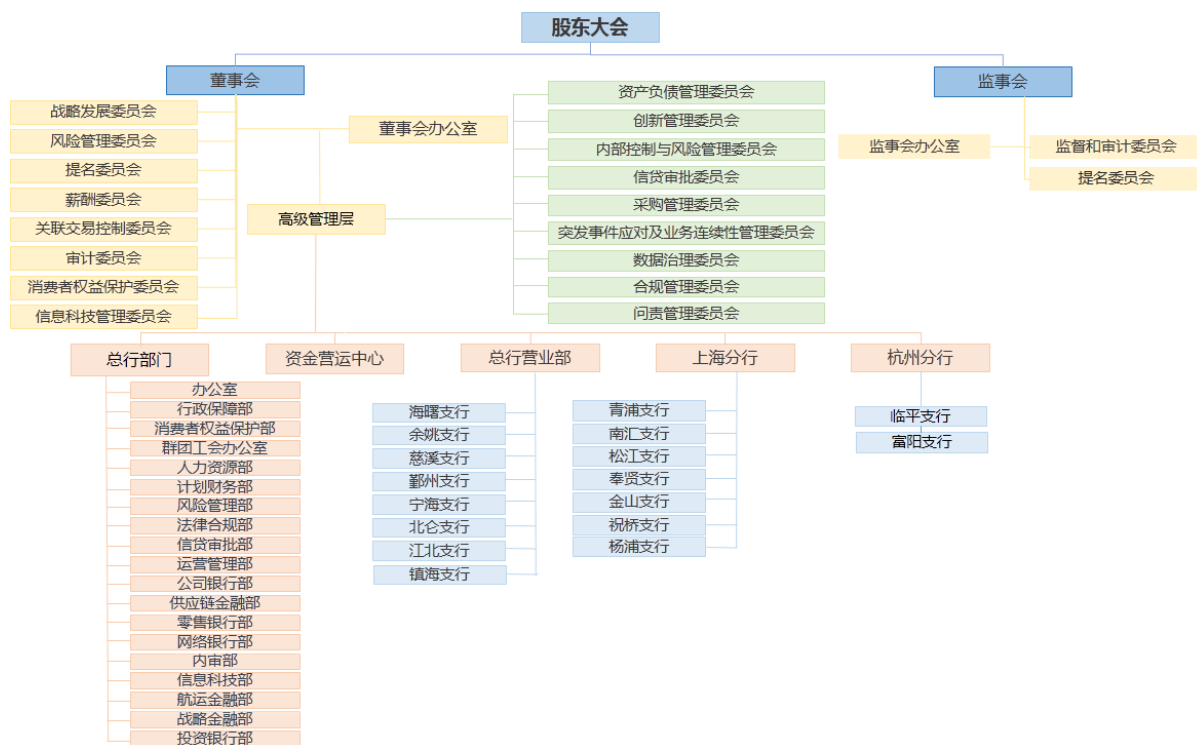 股东大会
董事会
监事会
战略发展委员会
风险管理委员会
提名委员会
薪酬委员会
关联交易控制委员会
审计委员会
消费者权益保护委员会
信息科技管理委员会
董事会办公室
高级管理层
资产负债管理委员会
创新管理委员会
内部控制与风险管理委员会
信贷审批委员会
采购管理委员会
突发事件应对及业务连续性管理委员会
数据治理委员会
合规管理委员会
问责管理委员会
监事会办公室
监督和审计委员会
提名委员会
总行部门
资金营运中心
总行营业部
上海分行
杭州分行
办公室
行政保障部
消费者权益保护部
群团工会办公室
人力资源部
计划财务部
风险管理部
法律合规部
信贷审批部
运营管理部
公司银行部
供应链金融部
零售银行部
网络银行部
内审部
信息科技部
航运金融部
战略金融部
投资银行部
海曙支行
余姚支行
慈溪支行
鄞州支行
宁海支行
北仑支行
江北支行
镇海支行
青浦支行
南汇支行
松江支行
奉贤支行
金山支行
祝桥支行
杨浦支行
临平支行
富阳支行